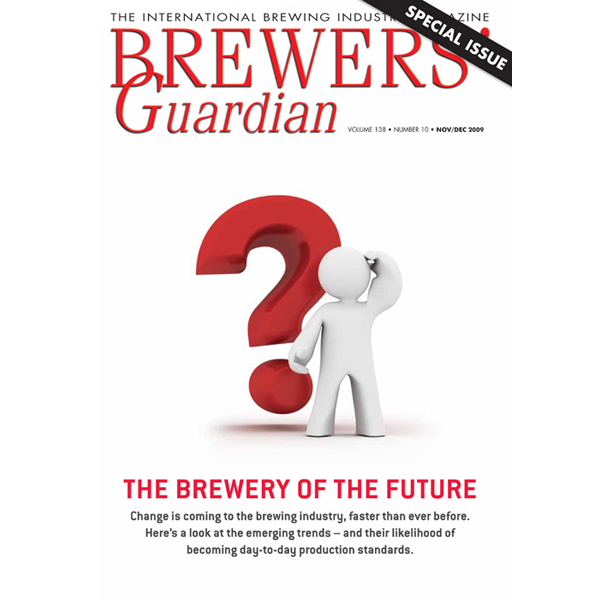 THE INTERNATIONAL BREWING INDUSTRY MAGAZINE
SPECIAL ISSUE
BREWERS'
Guardian
VOLUME 138 • NUMBER 10 • NOV/DEC 2009
THE BREWERY OF THE FUTURE
Change is coming to the brewing industry, faster than ever before.
Here's a look at the emerging trends – and their likelihood of
becoming day-to-day production standards.